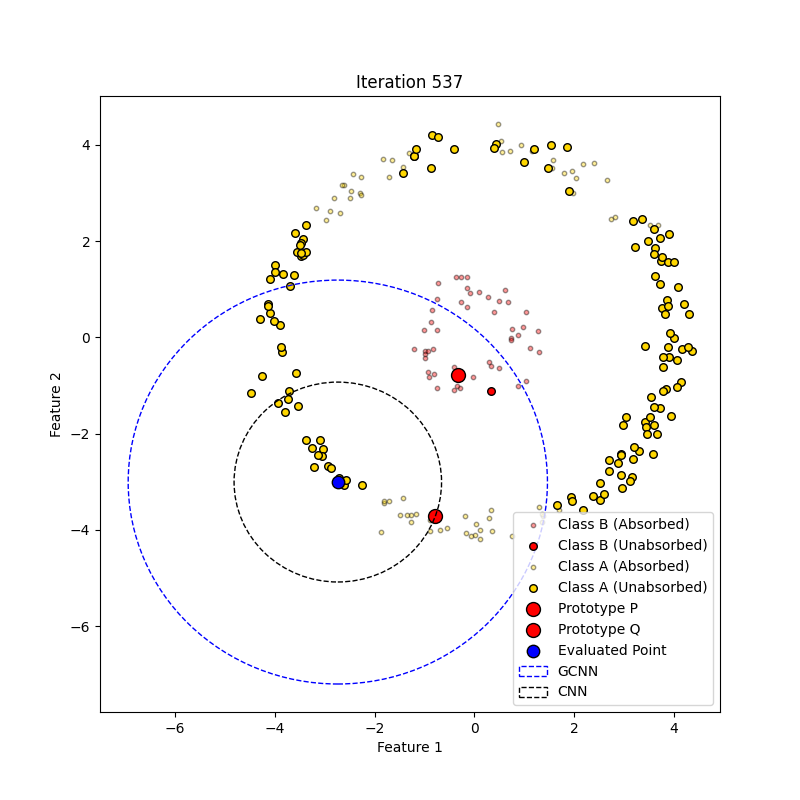 Iteration 537
Feature 2
4
2
0
−2
−4
−6
−6
−4
−2
0
2
4
Feature 1
Class B (Absorbed)
Class B (Unabsorbed)
Class A (Absorbed)
Class A (Unabsorbed)
Prototype P
Prototype Q
Evaluated Point
GCNN
CNN